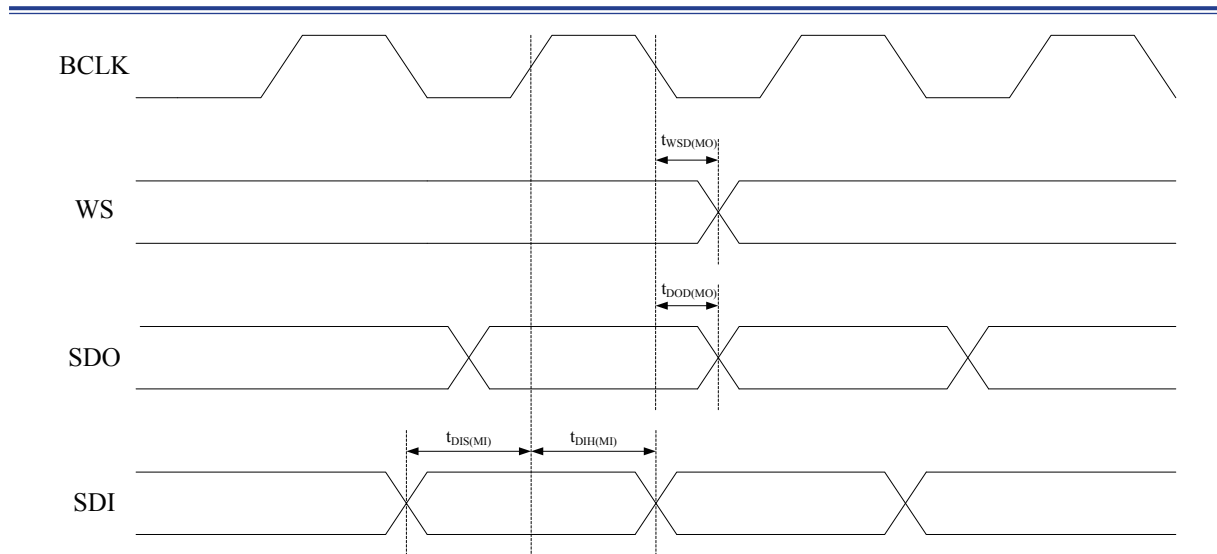 BCLK
tWSD(MO)
WS
tDOD(MO)
SDO
tDIS(MI)
tDIH(MI)
SDI